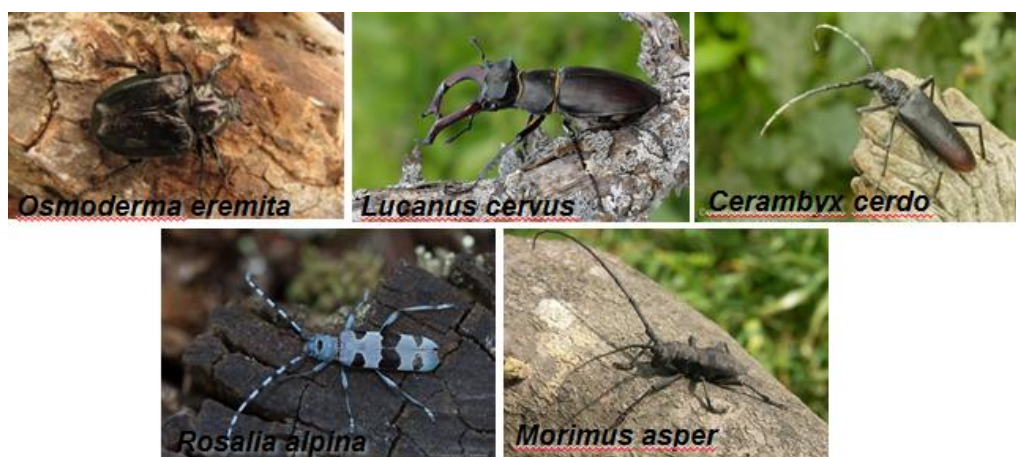 Osmoderma eremita
Lucanus cervus
Cerambyx cerdo
Rosalia alpina
Morimus asper